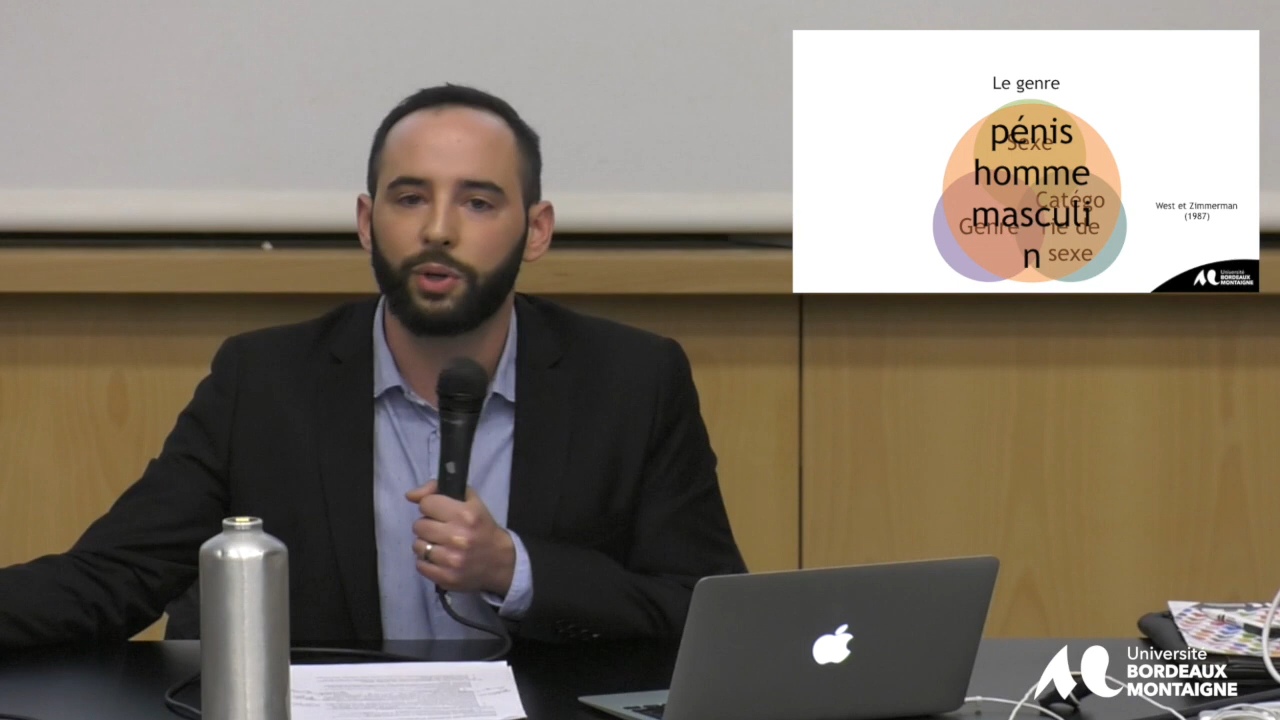 Le genre
pénis
Sexe
homme
Catégo
masculi
Genre
rie de
n
sexe
West et Zimmerman
(1987)
Université
BORDEAUX
MONTAIGNE
Université
BORDEAUX
MONTAIGNE